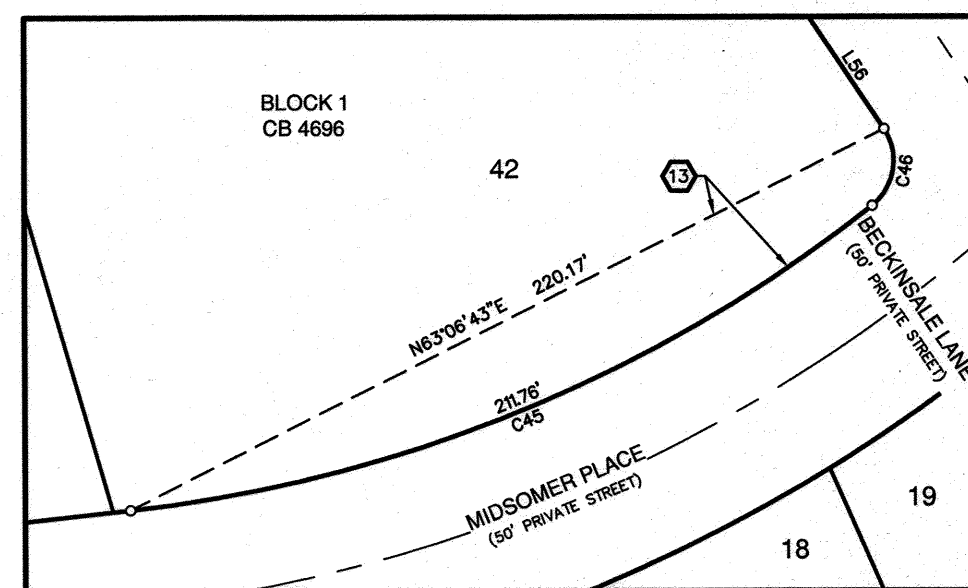 BLOCK 1
CB 4696
42
L56
13
C46
N63°06'43"E 220.17'
211.76'
C45
BECKINSALE LANE
(50' PRIVATE STREET)
MIDSOMER PLACE
(50' PRIVATE STREET)
19
18